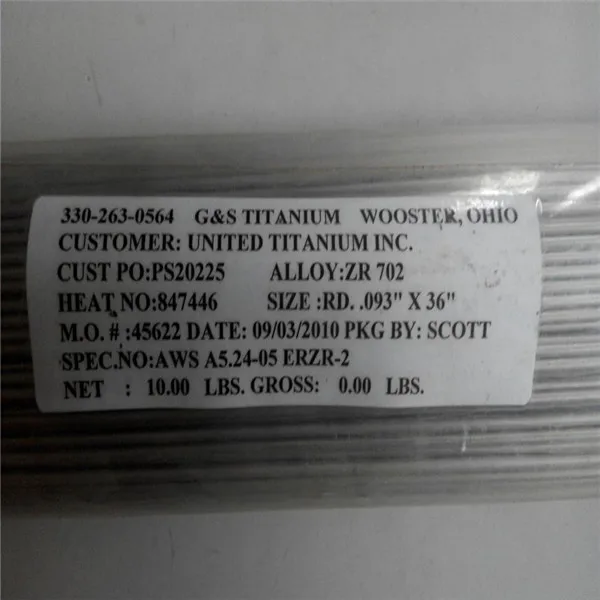 330-263-0564 G&S TITANIUM WOOSTER, OHIO
CUSTOMER: UNITED TITANIUM INC.
CUST PO:PS20225 ALLOY:ZR 702
HEAT NO:847446 SIZE :RD. .093" X 36"
M.O. # :45622 DATE: 09/03/2010 PKG BY: SCOTT
SPEC.NO:AWS A5.24-05 ERZR-2
NET : 10.00 LBS. GROSS: 0.00 LBS.